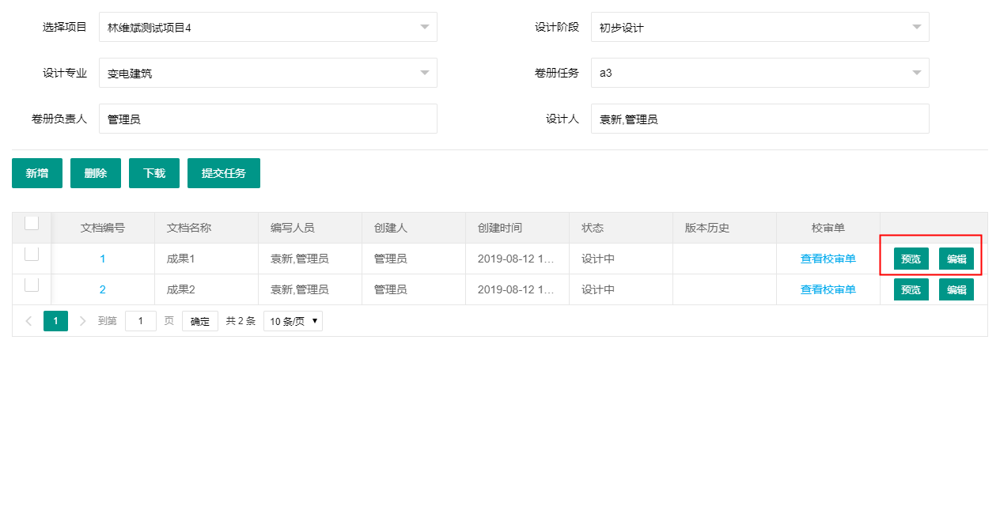 选择项目 林维斌测试项目4 设计阶段 初步设计
设计专业 变电建筑 卷册任务 a3
卷册负责人 管理员 设计人 袁新,管理员
新增 删除 下载 提交任务
文档编号 文档名称 编写人员 创建人 创建时间 状态 版本历史 校审单
1 成果1 袁新,管理员 管理员 2019-08-12 1... 设计中 查看校审单 预览 编辑
2 成果2 袁新,管理员 管理员 2019-08-12 1... 设计中 查看校审单 预览 编辑
1 到第 1 页 确定 共 2 条 10 条/页